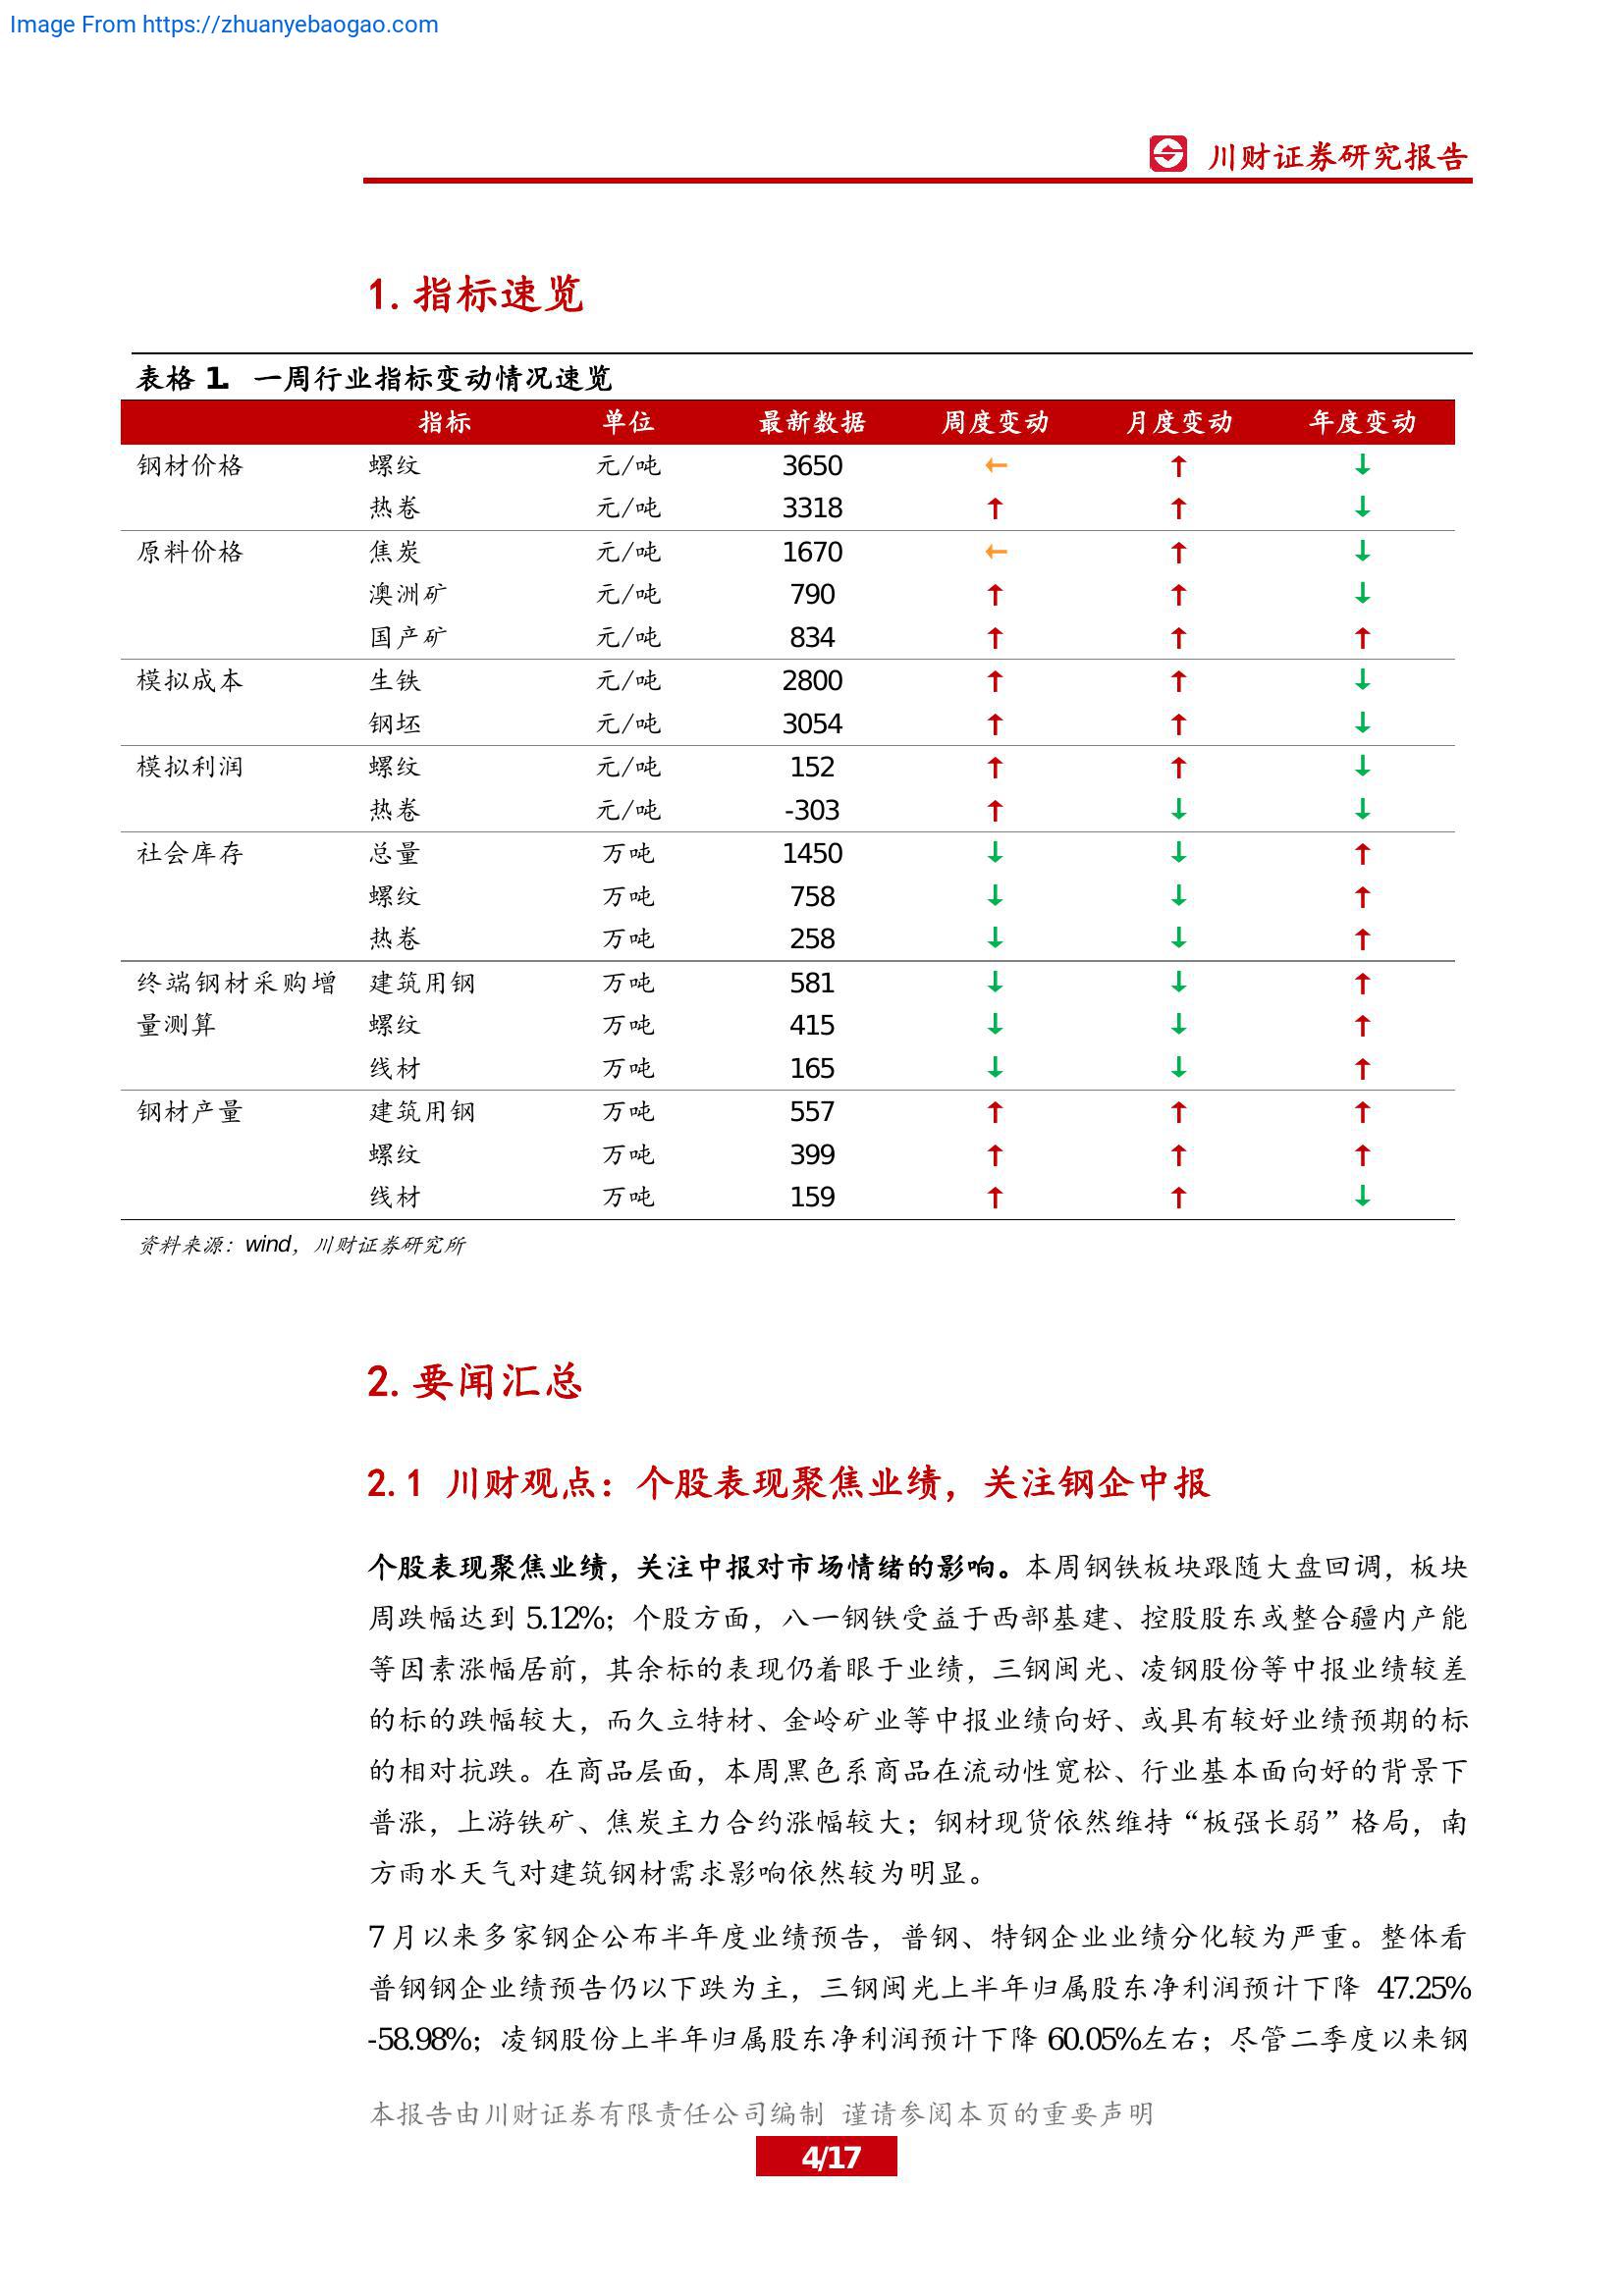 Image From https://zhuanyebaogao.com
川财证券研究报告
1. 指标速览
表格 1. 一周行业指标变动情况速览
指标 单位 最新数据 周度变动 月度变动 年度变动
钢材价格 螺纹 元/吨 3650 ← ↑ ↓
热卷 元/吨 3318 ↑ ↑ ↓
原料价格 焦炭 元/吨 1670 ← ↑ ↓
澳洲矿 元/吨 790 ↑ ↑ ↓
国产矿 元/吨 834 ↑ ↑ ↑
模拟成本 生铁 元/吨 2800 ↑ ↑ ↓
钢坯 元/吨 3054 ↑ ↑ ↓
模拟利润 螺纹 元/吨 152 ↑ ↑ ↓
热卷 元/吨 -303 ↑ ↓ ↓
社会库存 总量 万吨 1450 ↓ ↓ ↑
螺纹 万吨 758 ↓ ↓ ↑
热卷 万吨 258 ↓ ↓ ↑
终端钢材采购增 建筑用钢 万吨 581 ↓ ↓ ↑
量测算 螺纹 万吨 415 ↓ ↓ ↑
线材 万吨 165 ↓ ↓ ↑
钢材产量 建筑用钢 万吨 557 ↑ ↑ ↑
螺纹 万吨 399 ↑ ↑ ↑
线材 万吨 159 ↑ ↑ ↓
资料来源：wind，川财证券研究所
2. 要闻汇总
2.1 川财观点：个股表现聚焦业绩，关注钢企中报
个股表现聚焦业绩，关注中报对市场情绪的影响。本周钢铁板块跟随大盘回调，板块
周跌幅达到 5.12%；个股方面，八一钢铁受益于西部基建、控股股东或整合疆内产能
等因素涨幅居前，其余标的表现仍着眼于业绩，三钢闽光、凌钢股份等中报业绩较差
的标的跌幅较大，而久立特材、金岭矿业等中报业绩向好、或具有较好业绩预期的标
的相对抗跌。在商品层面，本周黑色系商品在流动性宽松、行业基本面向好的背景下
普涨，上游铁矿、焦炭主力合约涨幅较大；钢材现货依然维持“板强长弱”格局，南
方雨水天气对建筑钢材需求影响依然较为明显。
7 月以来多家钢企公布半年度业绩预告，普钢、特钢企业业绩分化较为严重。整体看
普钢钢企业绩预告仍以下跌为主，三钢闽光上半年归属股东净利润预计下降 47.25%
-58.98%；凌钢股份上半年归属股东净利润预计下降 60.05%左右；尽管二季度以来钢
本报告由川财证券有限责任公司编制 谨请参阅本页的重要声明
4/17